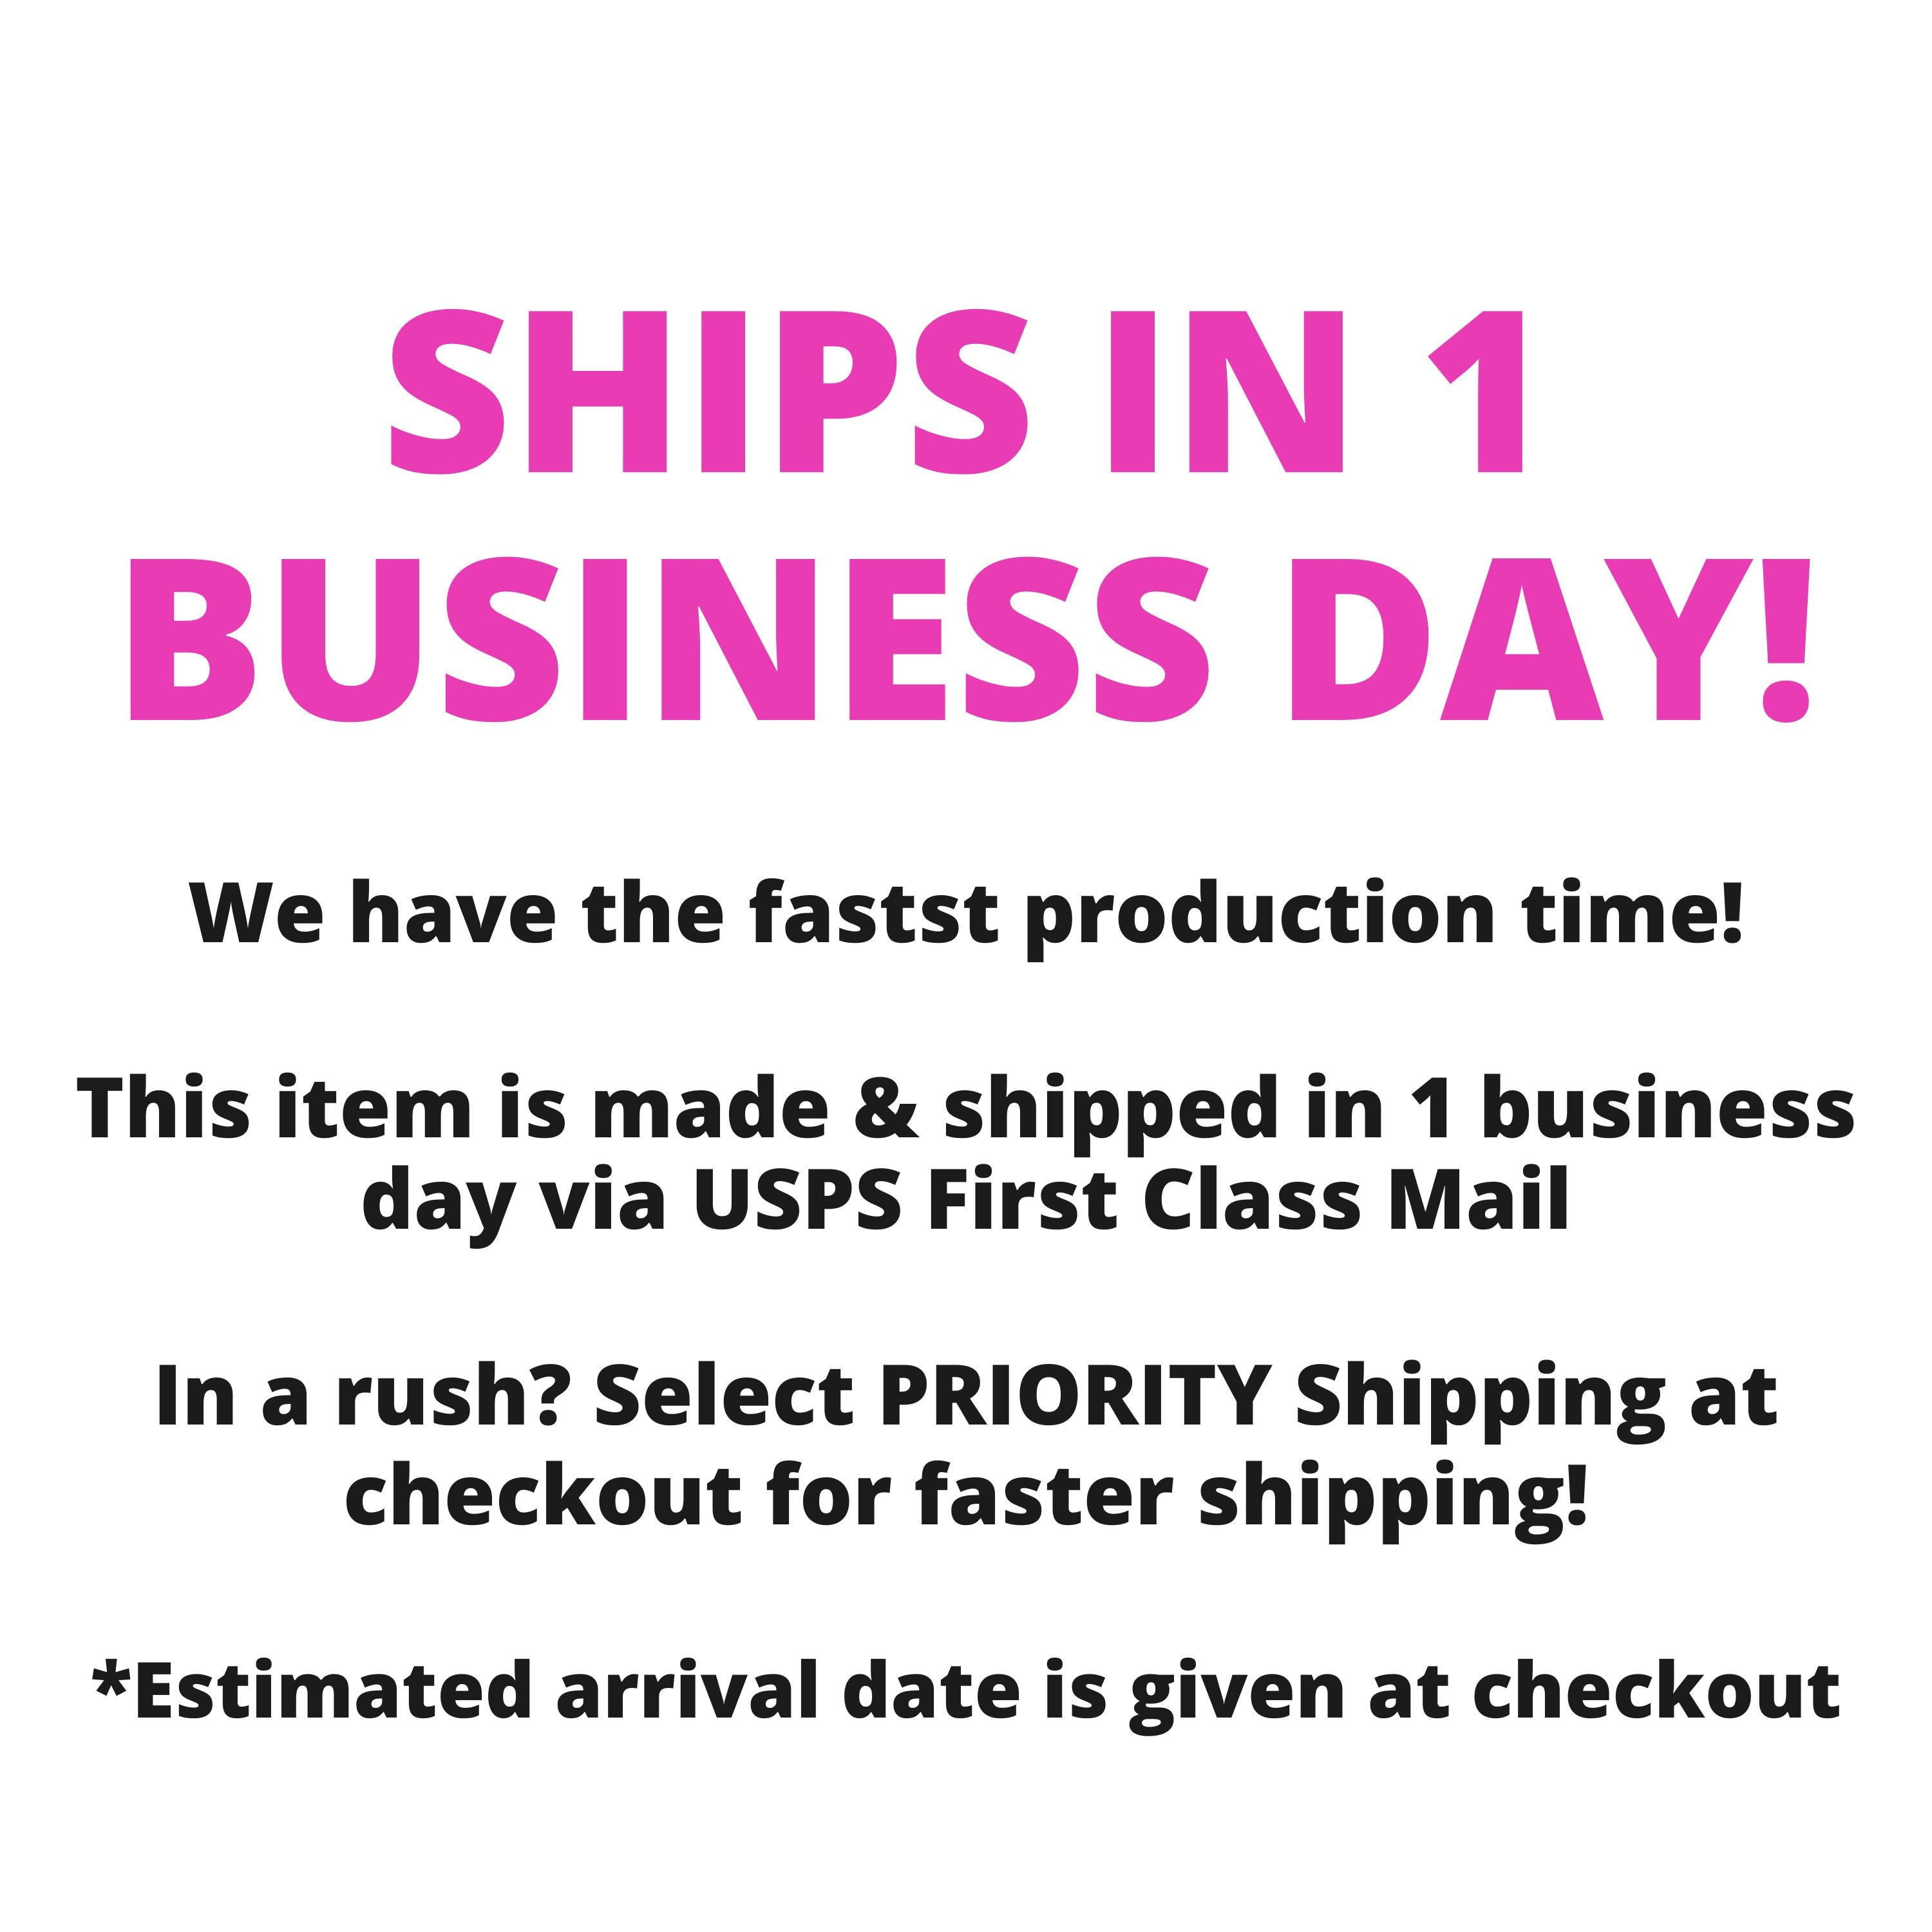 SHIPS IN 1
BUSINESS DAY!
We have the fastst production time!
This item is made & shipped in 1 business
day via USPS First Class Mail
In a rush? Select PRIORITY Shipping at
checkout for faster shipping!
*Estimated arrival date is given at checkout